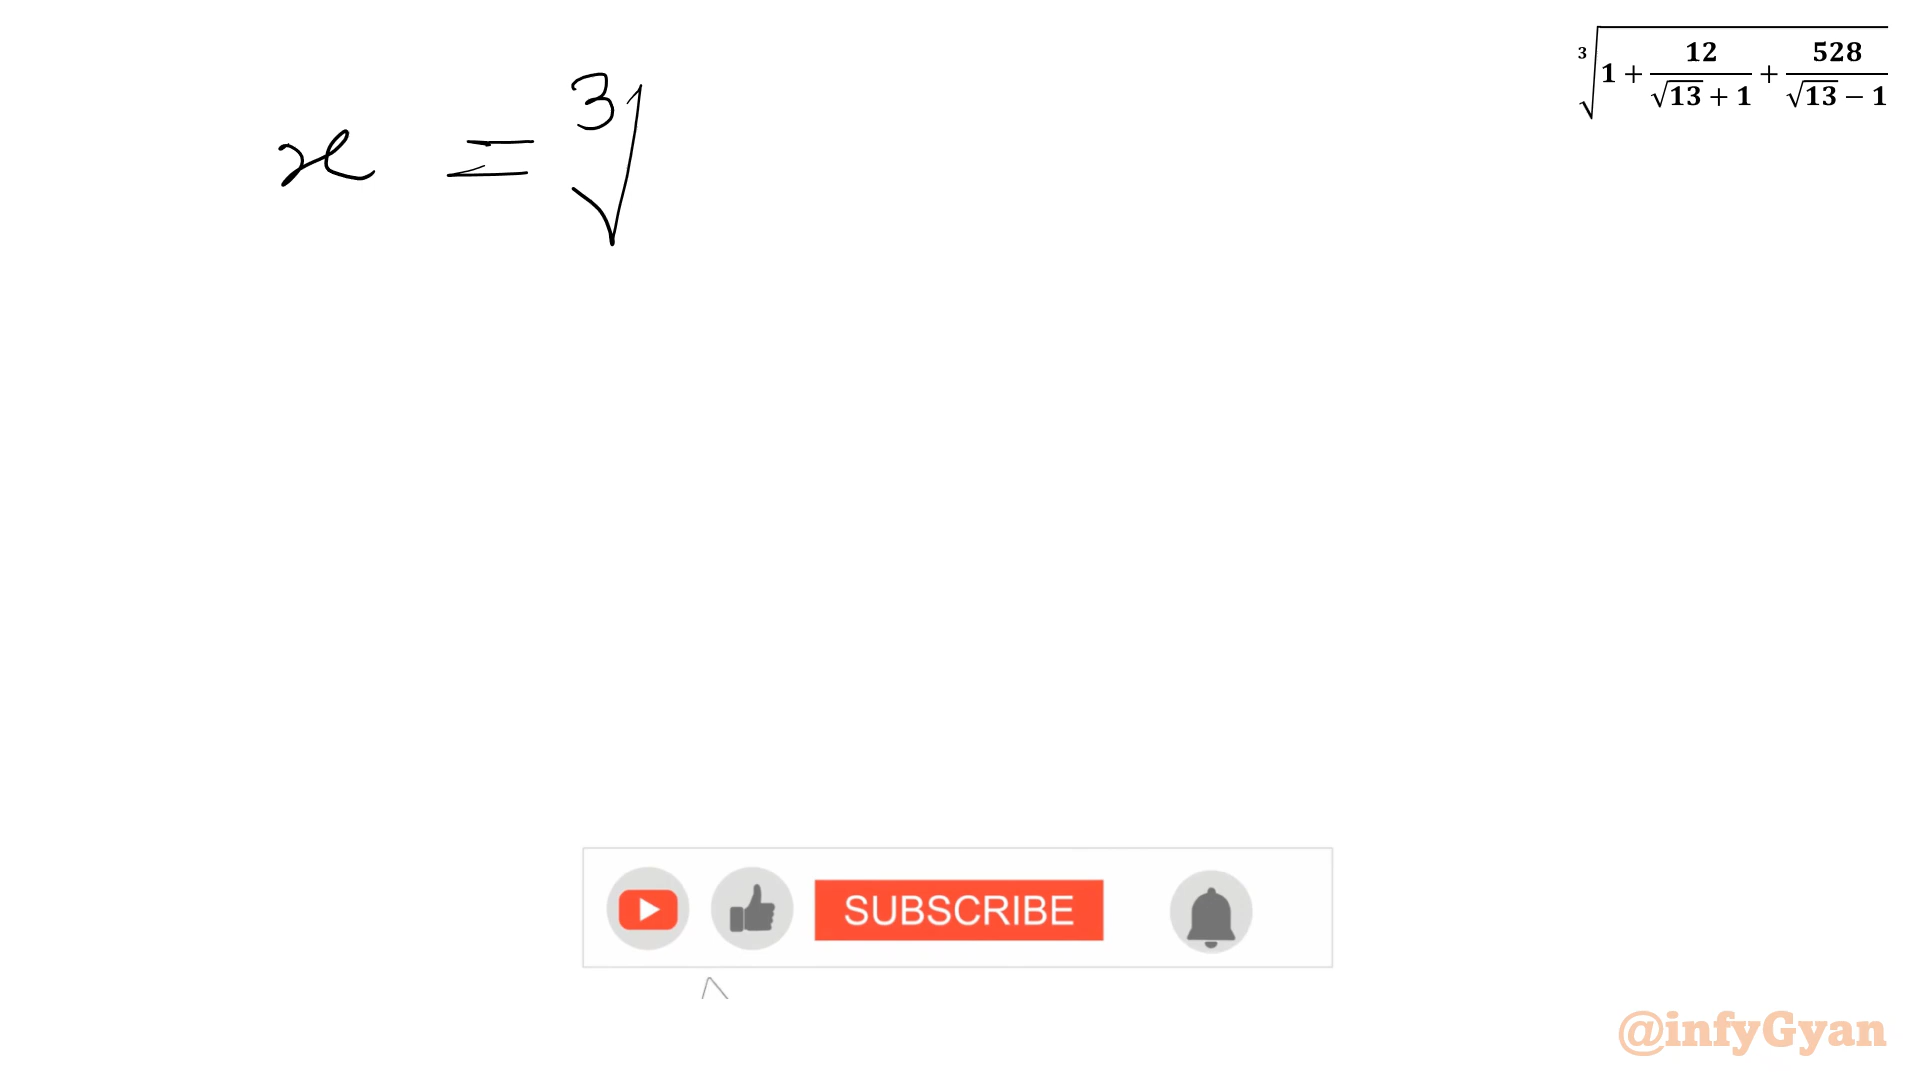 x = ∛
∛(1 + 12/(√13 + 1) + 528/(√13 − 1))
SUBSCRIBE
@infyGyan